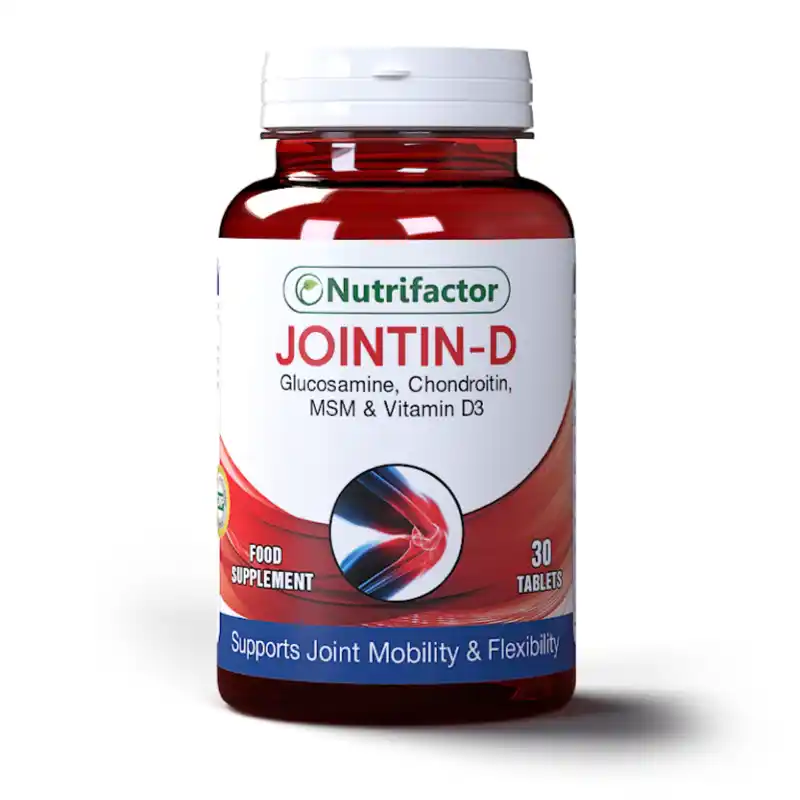 Nutrifactor
JOINTIN-D
Glucosamine, Chondroitin,
MSM & Vitamin D3
FOOD
SUPPLEMENT
30
TABLETS
Supports Joint Mobility & Flexibility